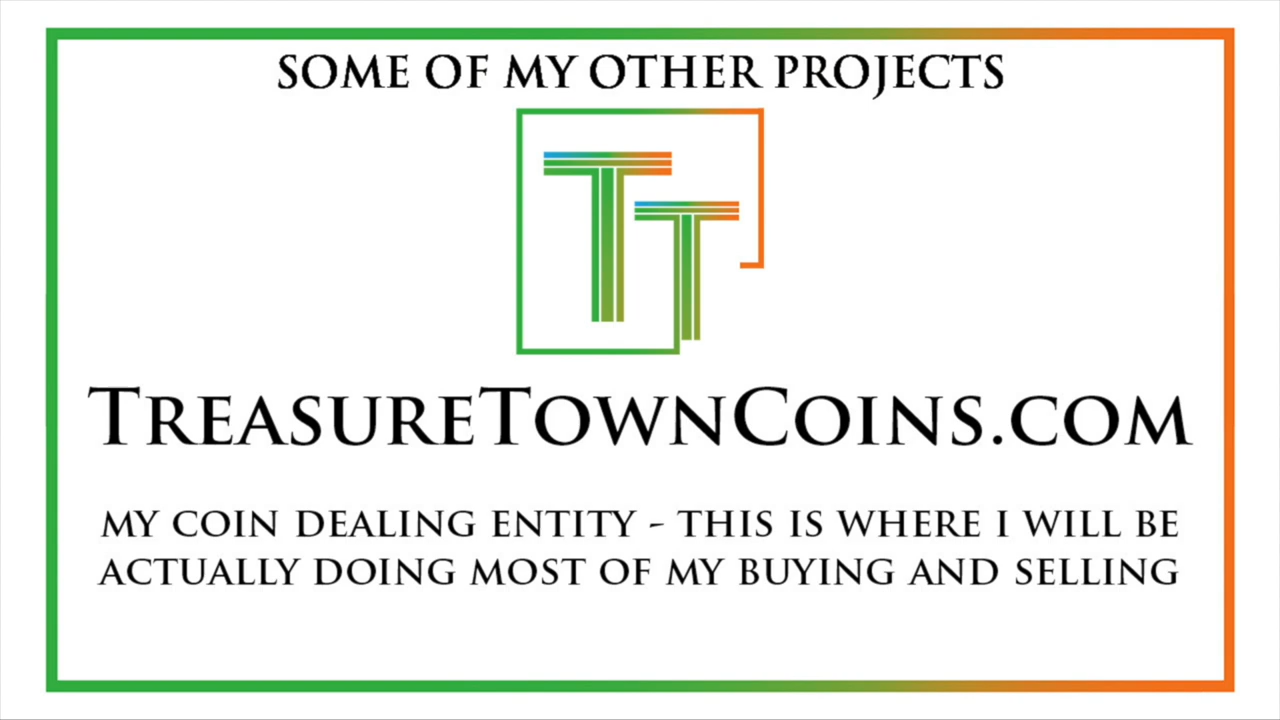 SOME OF MY OTHER PROJECTS
TT
TREASURETOWNCOINS.COM
MY COIN DEALING ENTITY - THIS IS WHERE I WILL BE
ACTUALLY DOING MOST OF MY BUYING AND SELLING